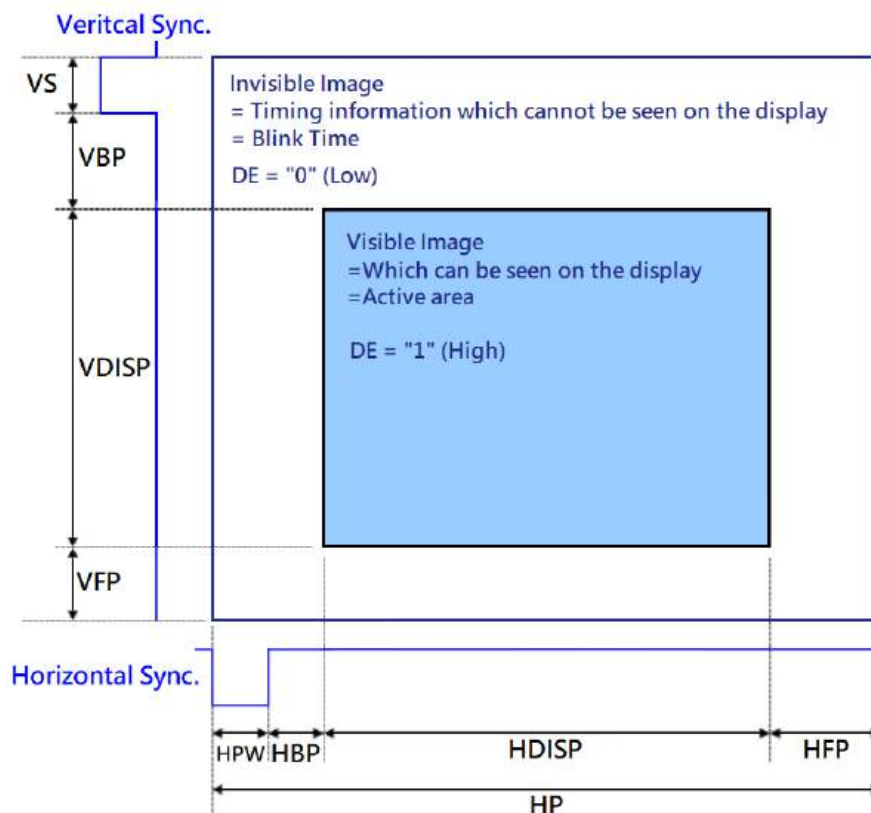 Veritcal Sync.
VS
Invisible Image
= Timing information which cannot be seen on the display
= Blink Time
VBP
DE = "0" (Low)
Visible Image
=Which can be seen on the display
=Active area
DE = "1" (High)
VDISP
VFP
Horizontal Sync.
HPW
HBP
HDISP
HFP
HP